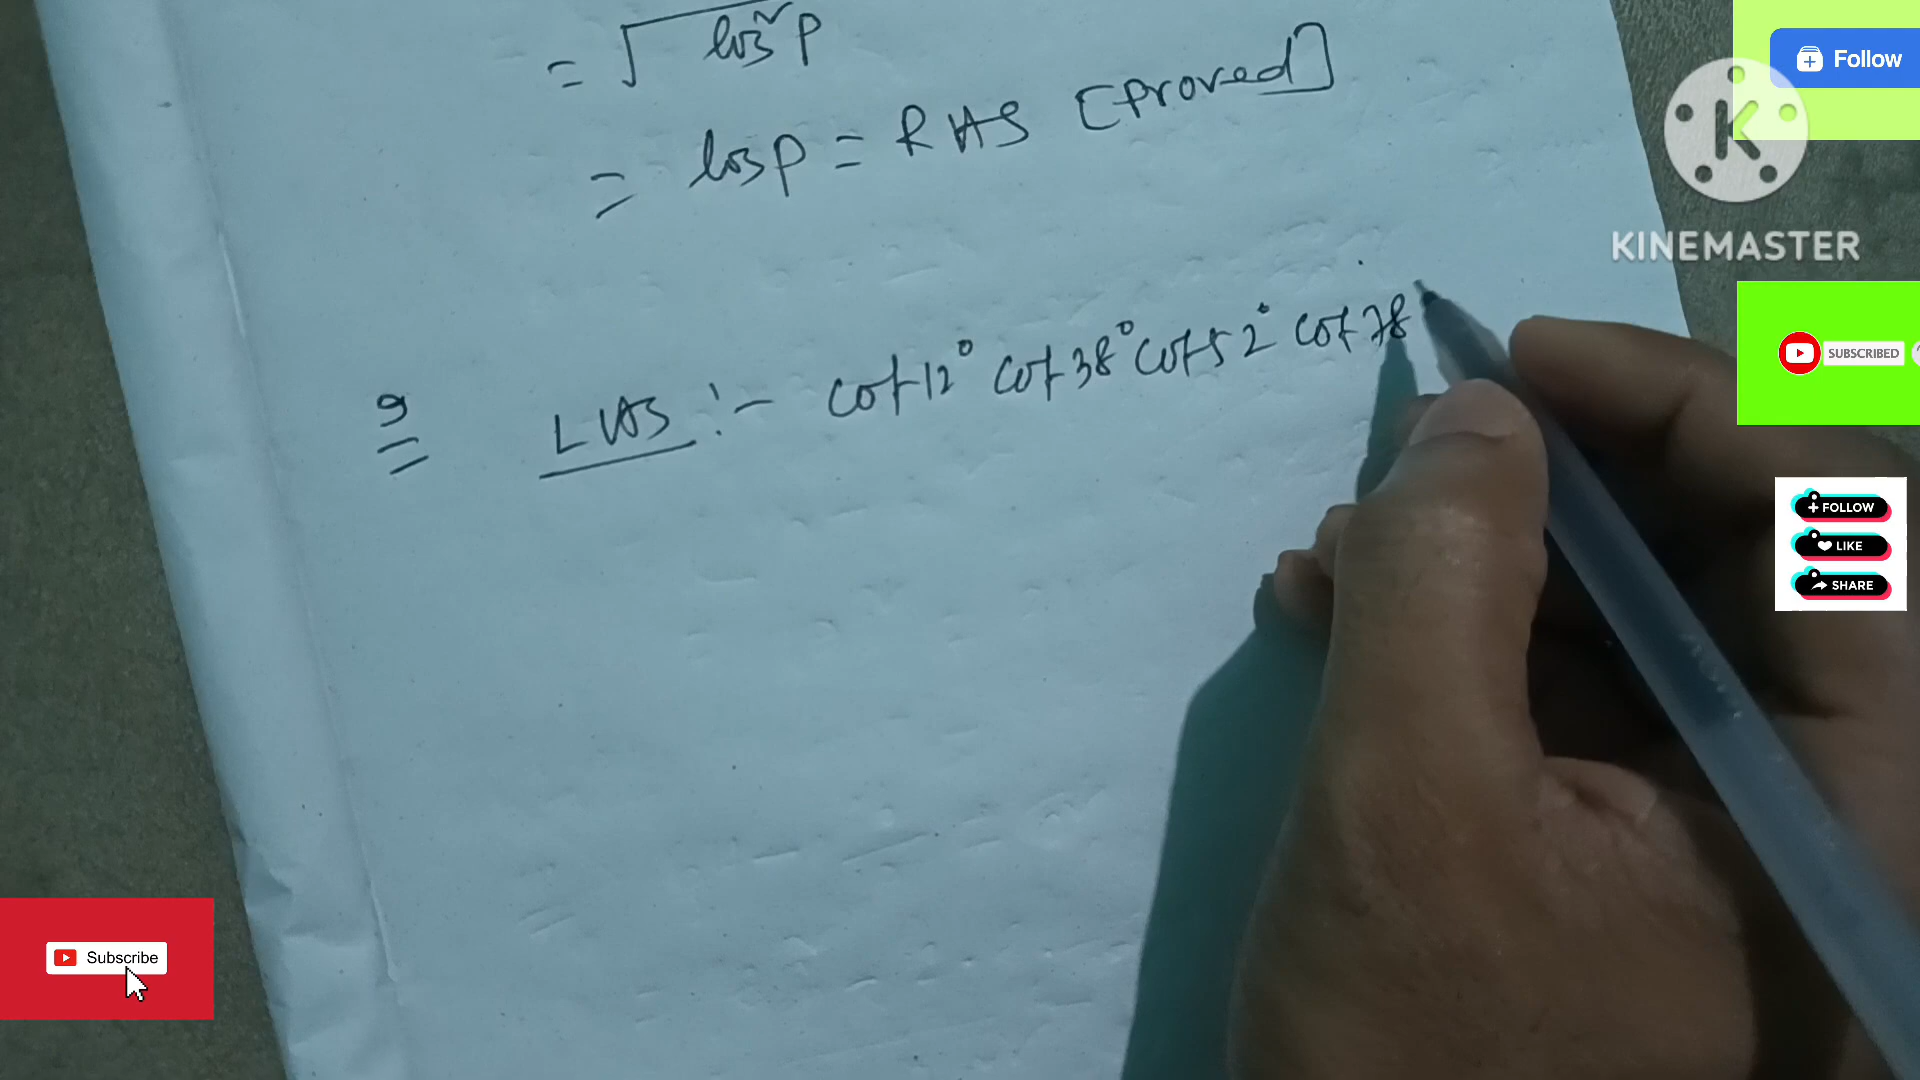 = √cos² P
= cos P = RHS [Proved]
9 LHS :- cot 12° cot 38° cot 52° cot 78
Follow
KINEMASTER
SUBSCRIBED
+ FOLLOW
LIKE
SHARE
Subscribe